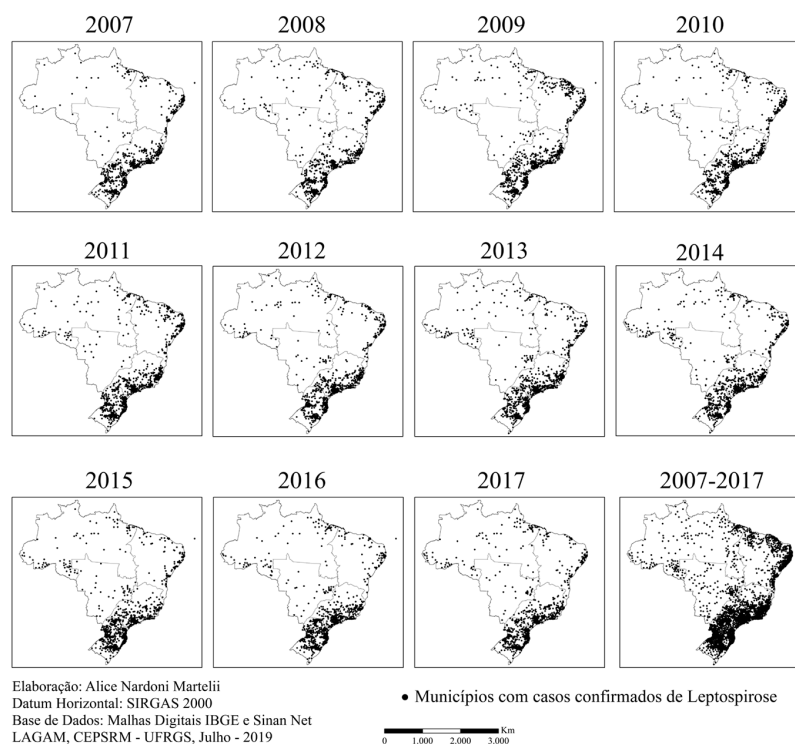 2007
2008
2009
2010
2011
2012
2013
2014
2015
2016
2017
2007-2017
Elaboração: Alice Nardoni Martelii
Datum Horizontal: SIRGAS 2000
Base de Dados: Malhas Digitais IBGE e Sinan Net
LAGAM, CEPSRM - UFRGS, Julho - 2019
Municípios com casos confirmados de Leptospirose
Km
0 1.000 2.000 3.000